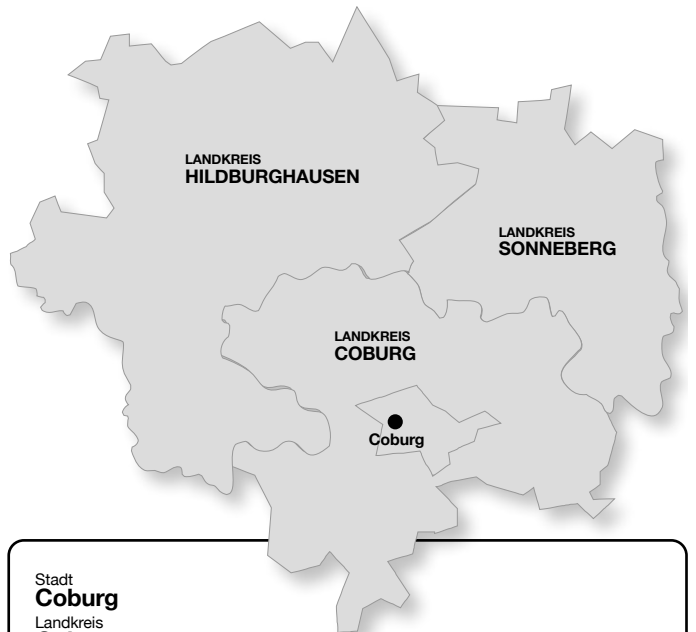 LANDKREIS
HILDBURGHAUSEN
LANDKREIS
SONNEBERG
LANDKREIS
COBURG
Coburg
Stadt
Coburg
Landkreis